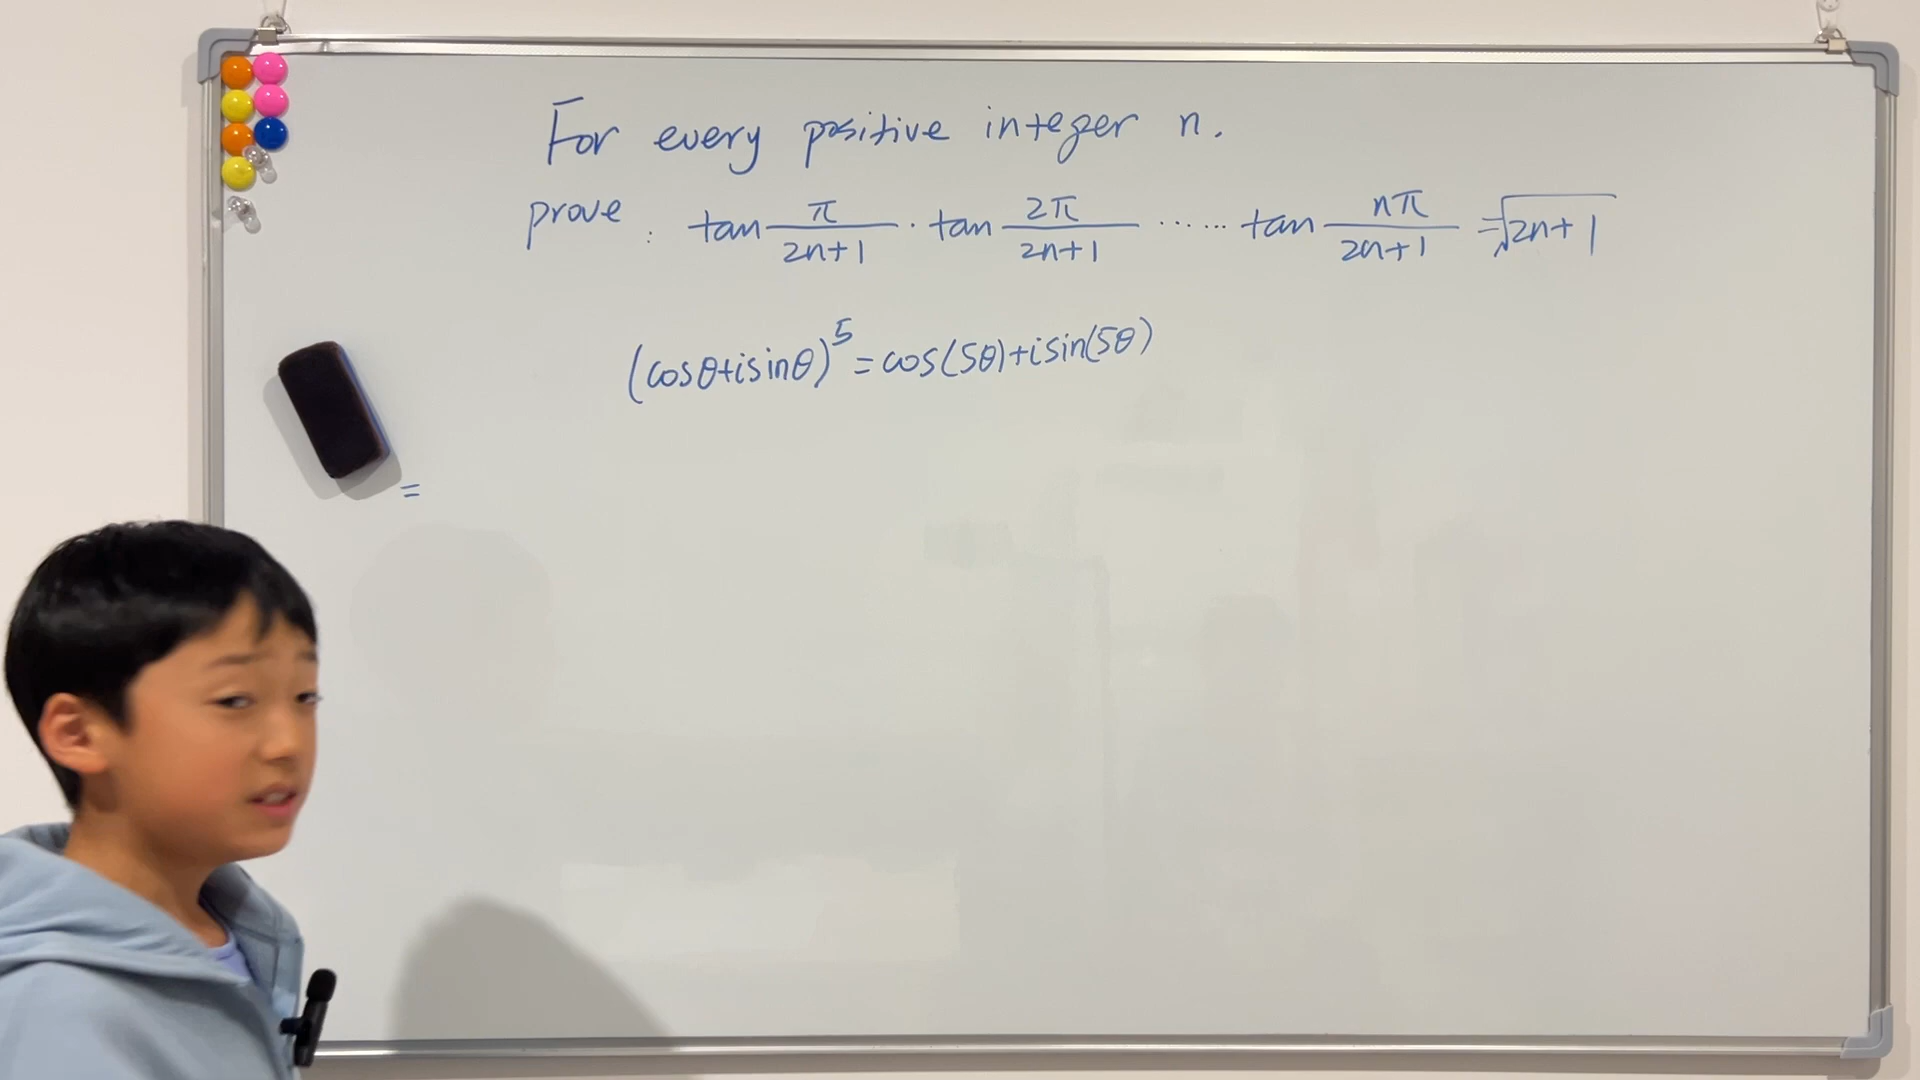 For every positive integer n.
prove : tan π/(2n+1) · tan 2π/(2n+1) ...... tan nπ/(2n+1) = √(2n+1)
(cosθ+isinθ)^5 = cos(5θ)+isin(5θ)
=